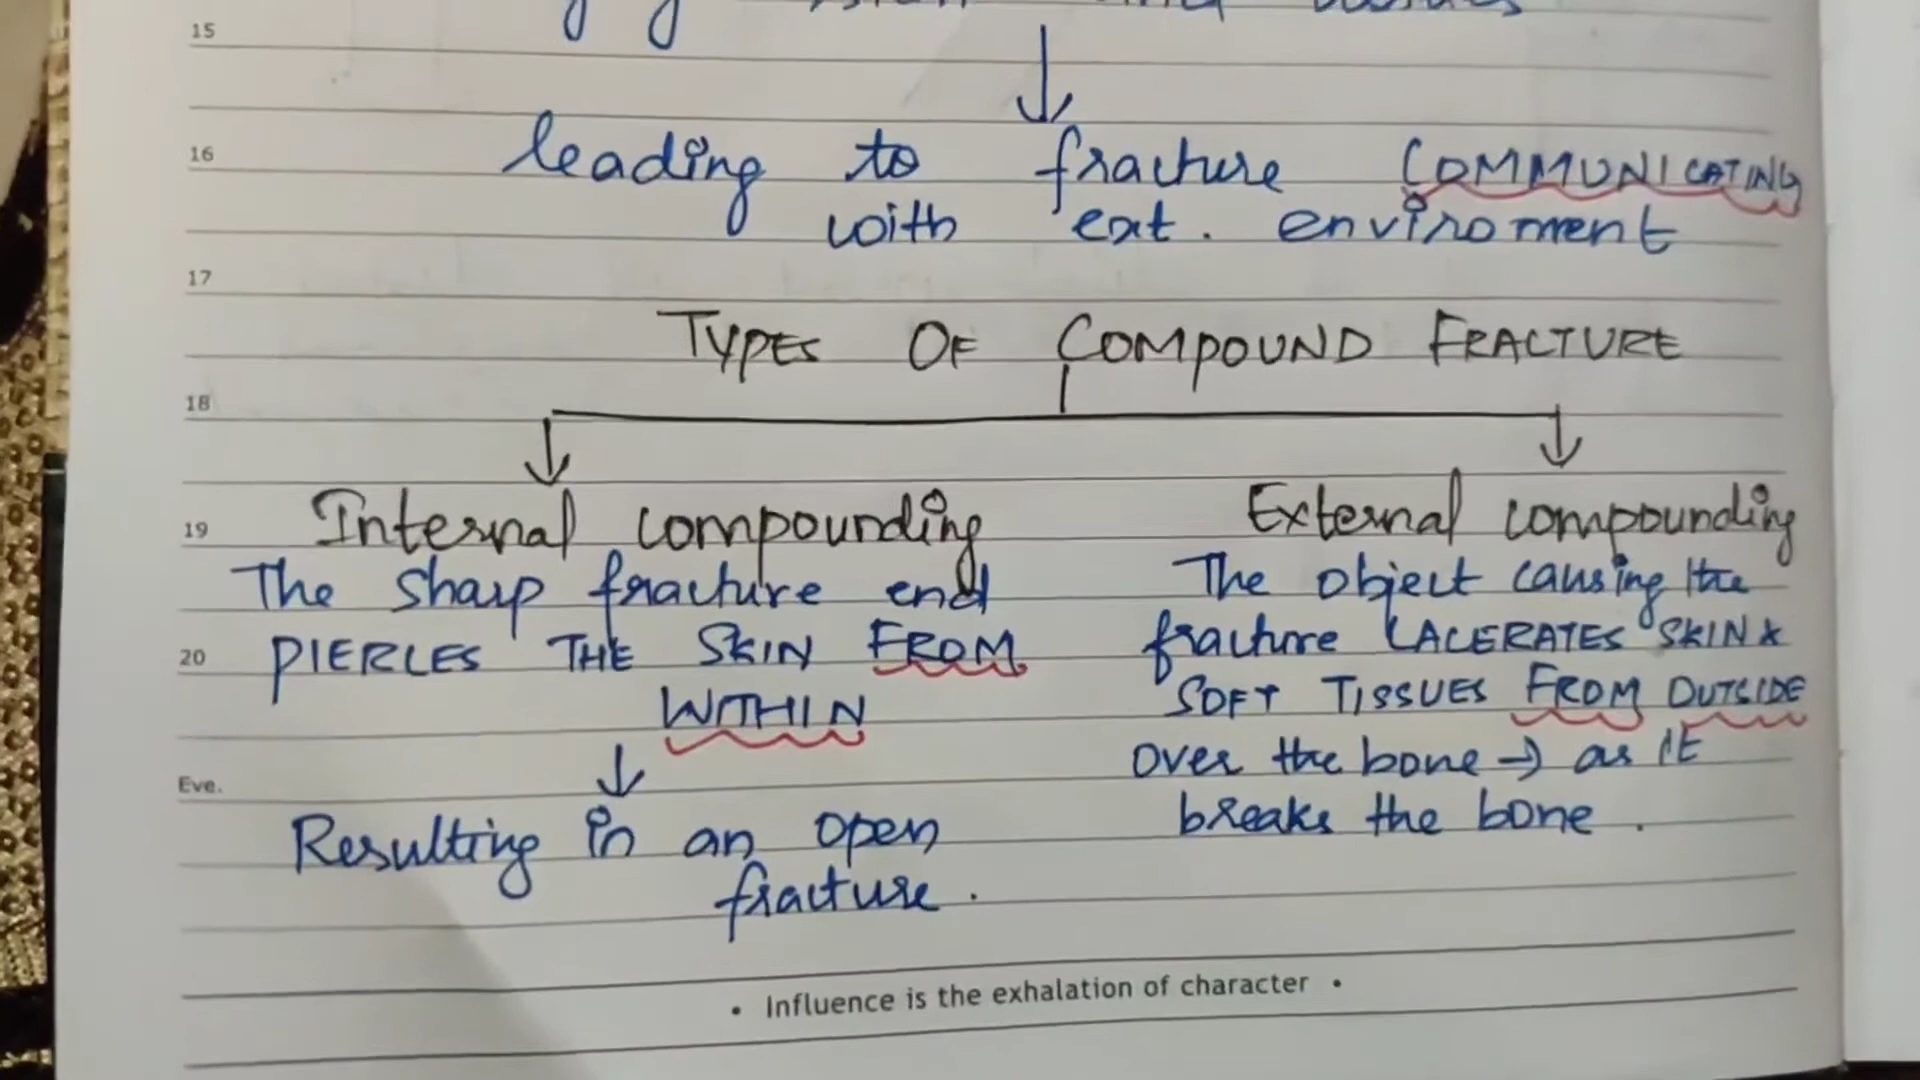 15
↓
16 leading to fracture COMMUNICATING
with ext. enviroment
17
TYPES OF COMPOUND FRACTURE
18
Internal compounding
The sharp fracture end
PIERCES THE SKIN FROM
WITHIN
↓
Resulting in an open
fracture.
External compounding
The object causing the
fracture LACERATES SKIN &
SOFT TISSUES FROM OUTSIDE
over the bone → as it
breaks the bone.
19
20
Eve.
• Influence is the exhalation of character •